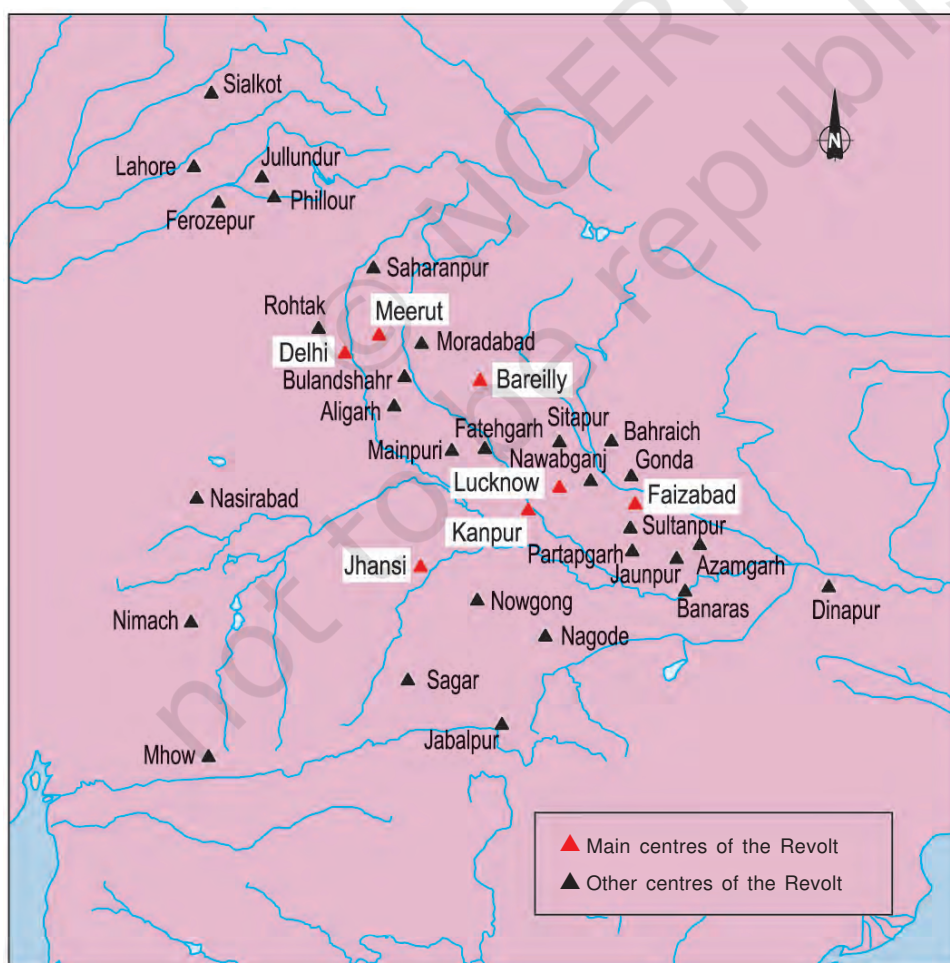 © NCERT
not to be republi
N
Sialkot
Lahore
Jullundur
Phillour
Ferozepur
Saharanpur
Rohtak
Meerut
Delhi
Moradabad
Bulandshahr
Bareilly
Aligarh
Sitapur
Fatehgarh
Bahraich
Mainpuri
Nawabganj
Gonda
Lucknow
Faizabad
Nasirabad
Kanpur
Sultanpur
Partapgarh
Jhansi
Jaunpur
Azamgarh
Nowgong
Banaras
Dinapur
Nimach
Nagode
Sagar
Jabalpur
Mhow
Main centres of the Revolt
Other centres of the Revolt